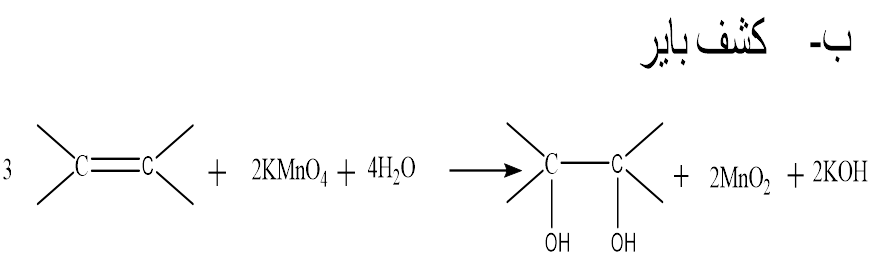 ب- كشف باير
3 C C + 2KMnO₄ + 4H₂O C C + 2MnO₂ + 2KOH
OH OH